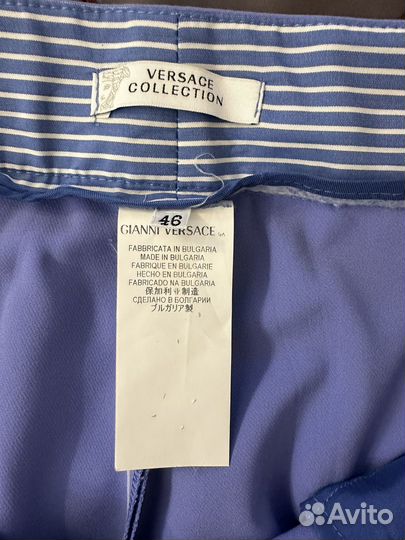 VERSACE
COLLECTION
46
GIANNI VERSACE
FABBRICATA IN BULGARIA
MADE IN BULGARIA
FABRIQUE EN BULGARIE
HECHO EN BULGARIA
FABRICADO NA BULGARIA
保加利亚制造
СДЕЛАНО В БОЛГАРИИ
ブルガリア製
Avito